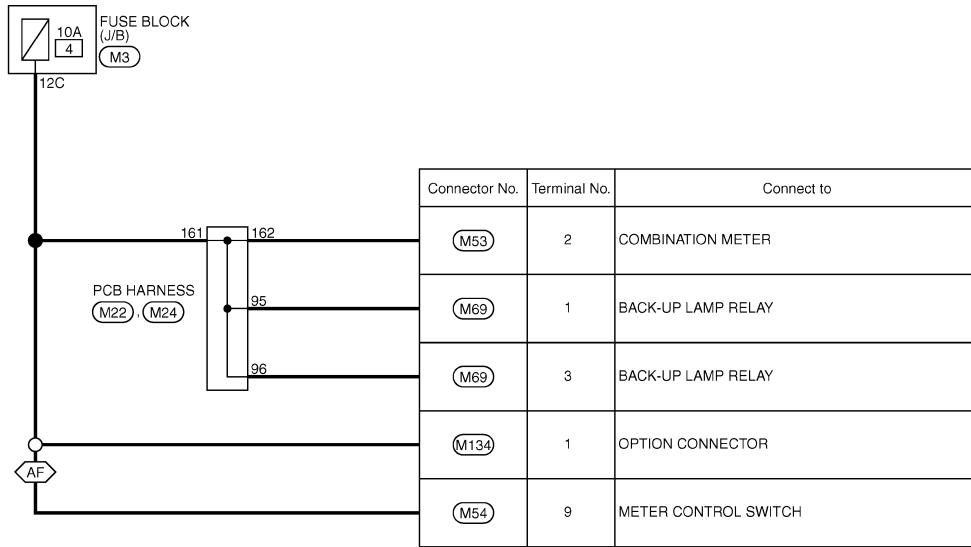 FUSE BLOCK
(J/B)
10A
4
M3
12C
Connector No. Terminal No. Connect to
161 162 M53 2 COMBINATION METER
PCB HARNESS
M22 , M24
95 M69 1 BACK-UP LAMP RELAY
96 M69 3 BACK-UP LAMP RELAY
M134 1 OPTION CONNECTOR
AF
M54 9 METER CONTROL SWITCH